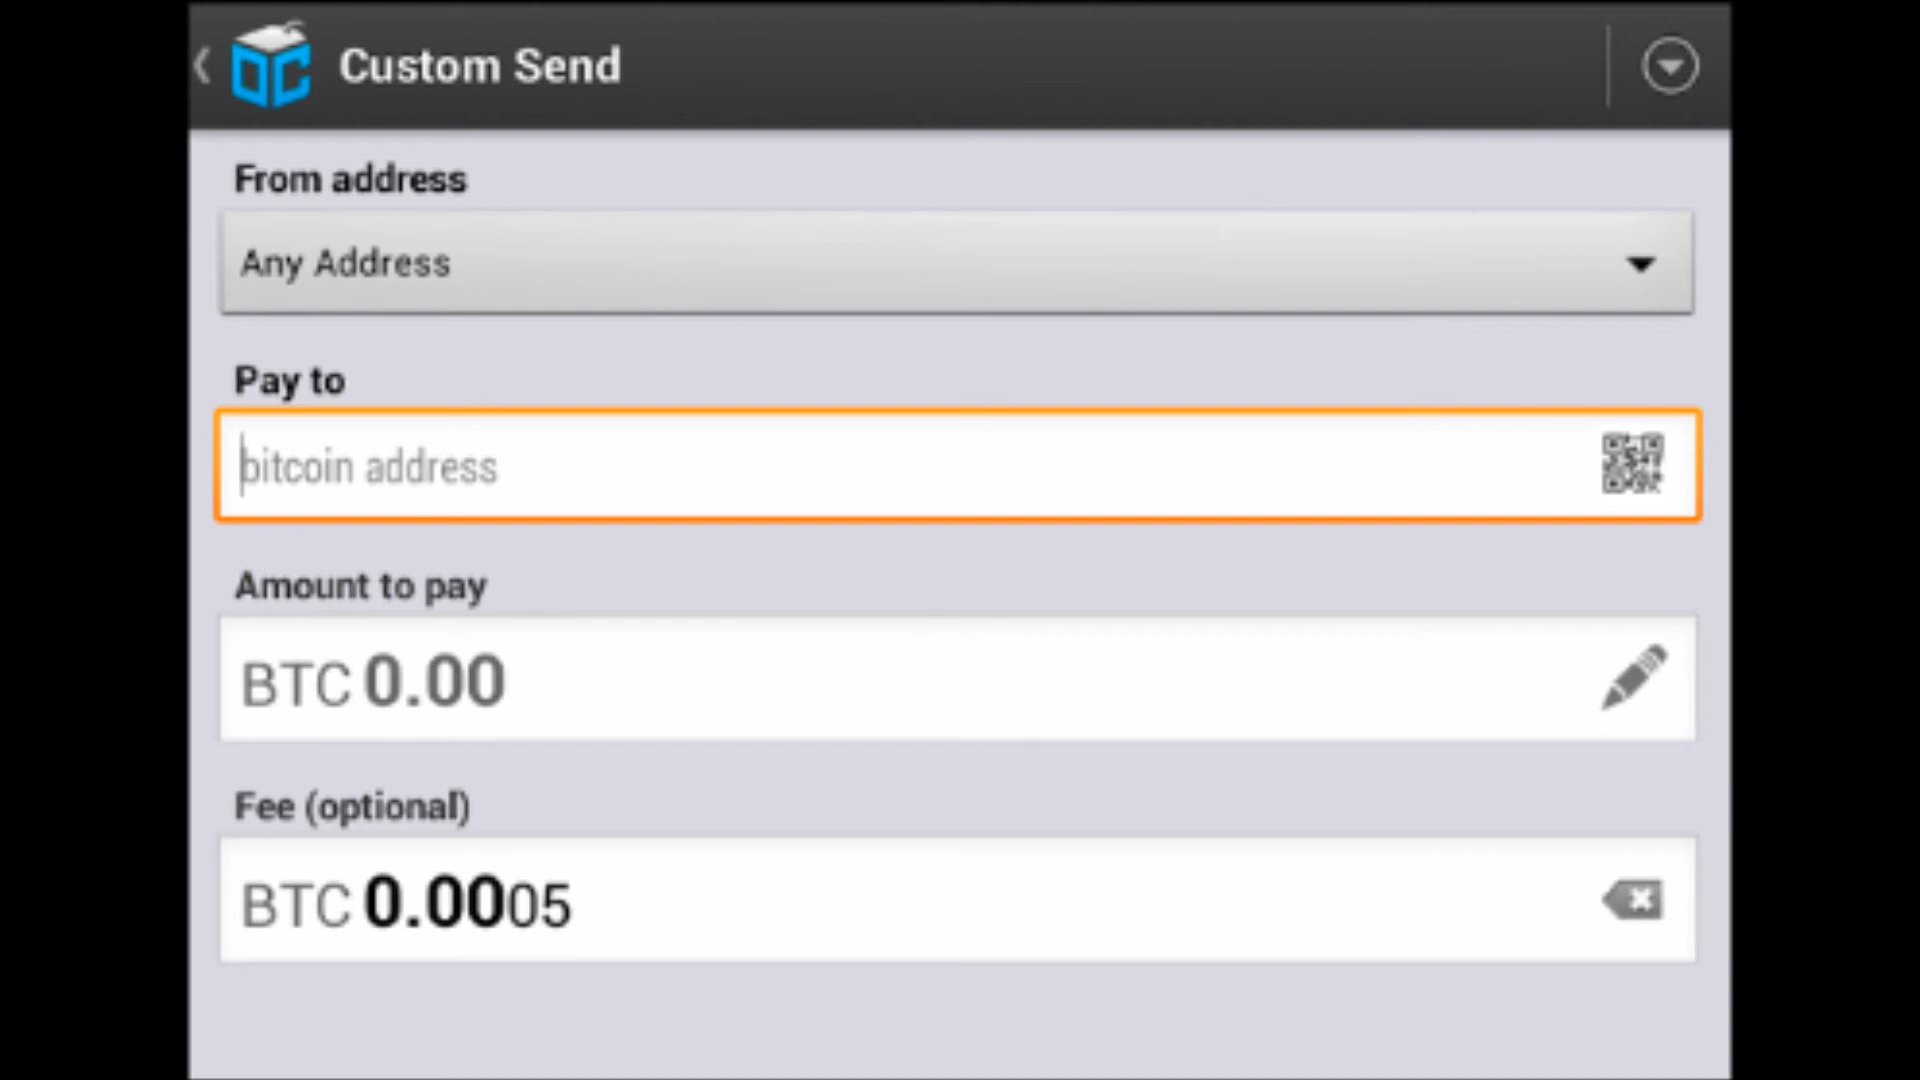 Custom Send
From address
Any Address
Pay to
bitcoin address
Amount to pay
BTC 0.00
Fee (optional)
BTC 0.0005